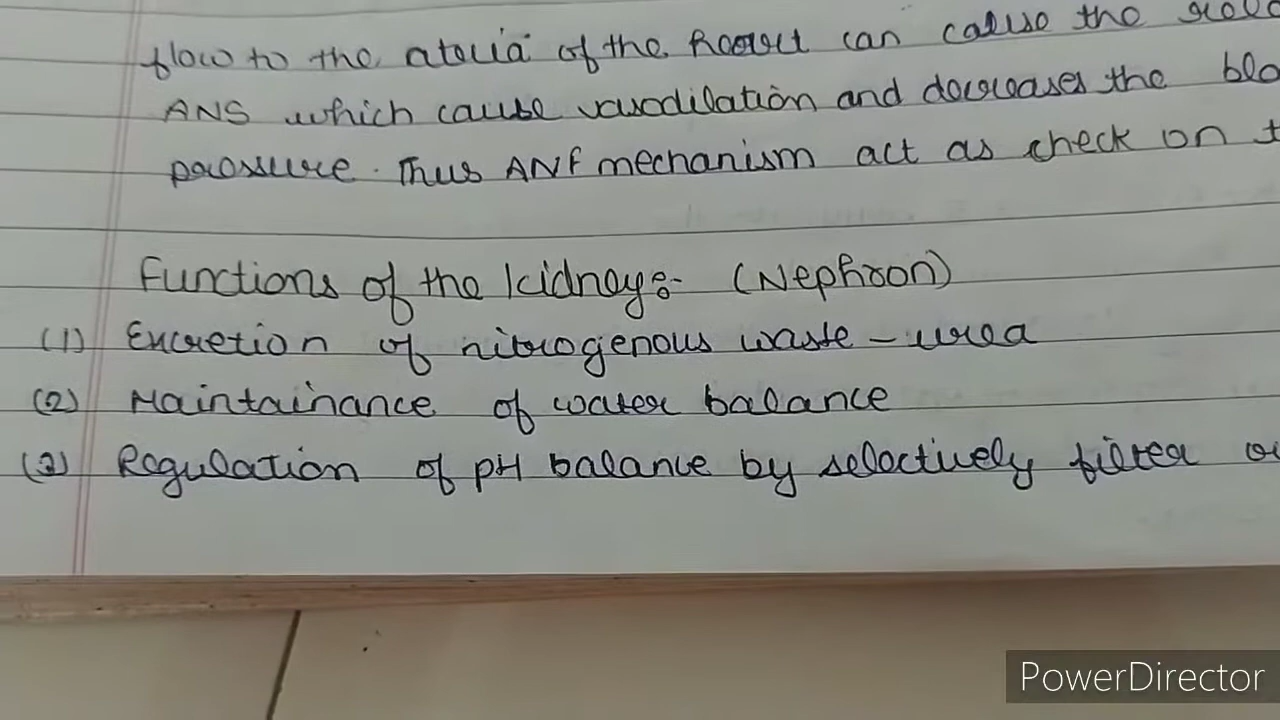 flow to the atria of the heart can cause the
ANS which cause vasodilation and decreases the blo
pressure. Thus ANF mechanism act as check on t
Functions of the kidney:- (Nephron)
(1) Excretion of nitrogenous waste - urea
(2) Maintainance of water balance
(3) Regulation of pH balance by selectively filter
PowerDirector